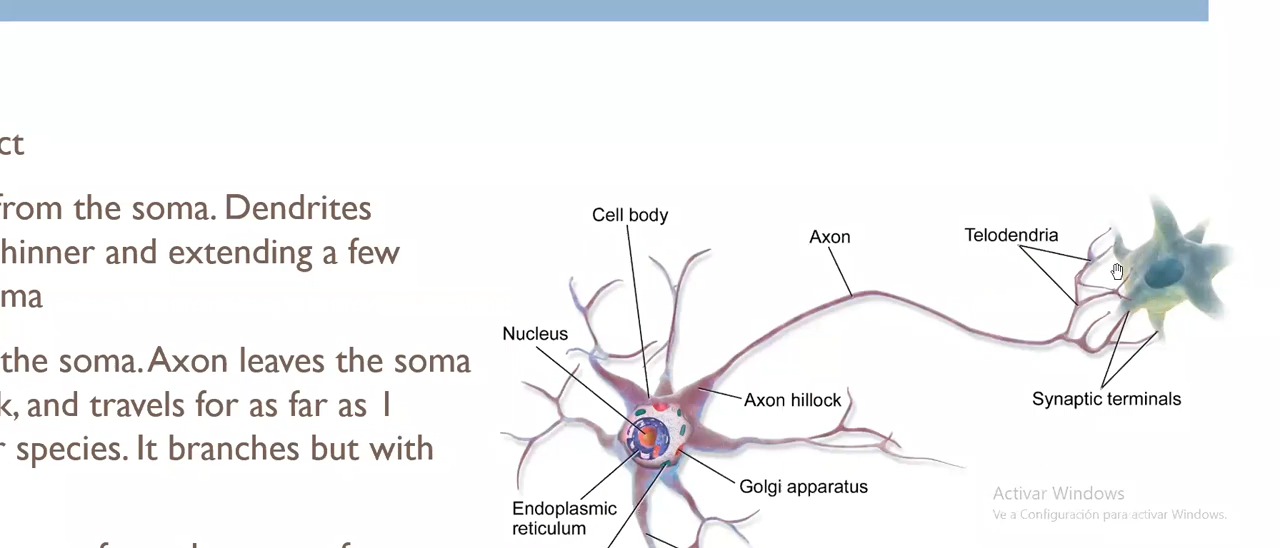 ct
from the soma. Dendrites
hinner and extending a few
ma
the soma. Axon leaves the soma
k, and travels for as far as 1
r species. It branches but with
Cell body
Axon
Telodendria
Nucleus
Axon hillock
Synaptic terminals
Golgi apparatus
Endoplasmic
reticulum
Activar Windows
Ve a Configuración para activar Windows.